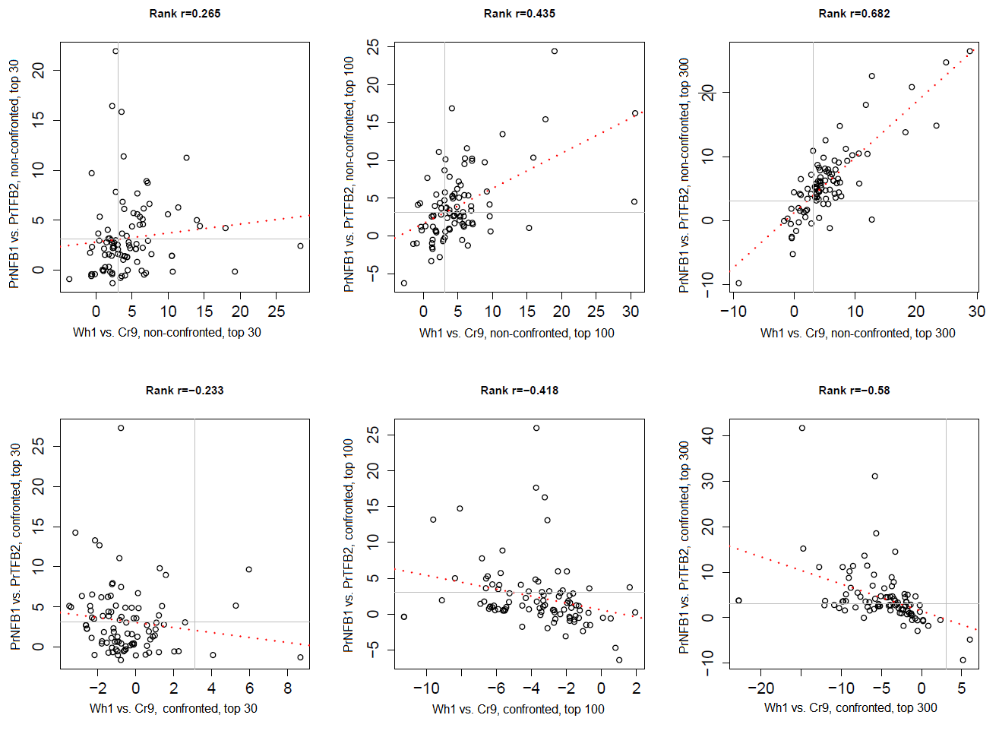 Rank r=0.265
PrNFB1 vs. PrTFB2, non-confronted, top 30
20
15
10
5
0
0 5 10 15 20 25
Wh1 vs. Cr9, non-confronted, top 30
Rank r=0.435
PrNFB1 vs. PrTFB2, non-confronted, top 100
25
20
15
10
5
0
−5
0 5 10 15 20 25 30
Wh1 vs. Cr9, non-confronted, top 100
Rank r=0.682
PrNFB1 vs. PrTFB2, non-confronted, top 300
20
10
0
−10
−10 0 10 20 30
Wh1 vs. Cr9, non-confronted, top 300
Rank r=−0.233
PrNFB1 vs. PrTFB2, confronted, top 30
25
20
15
10
5
0
−2 0 2 4 6 8
Wh1 vs. Cr9, confronted, top 30
Rank r=−0.418
PrNFB1 vs. PrTFB2, confronted, top 100
25
20
15
10
5
0
−5
−10 −6 −4 −2 0 2
Wh1 vs. Cr9, confronted, top 100
Rank r=−0.58
PrNFB1 vs. PrTFB2, confronted, top 300
40
30
20
10
0
−10
−20 −10 −5 0 5
Wh1 vs. Cr9, confronted, top 300